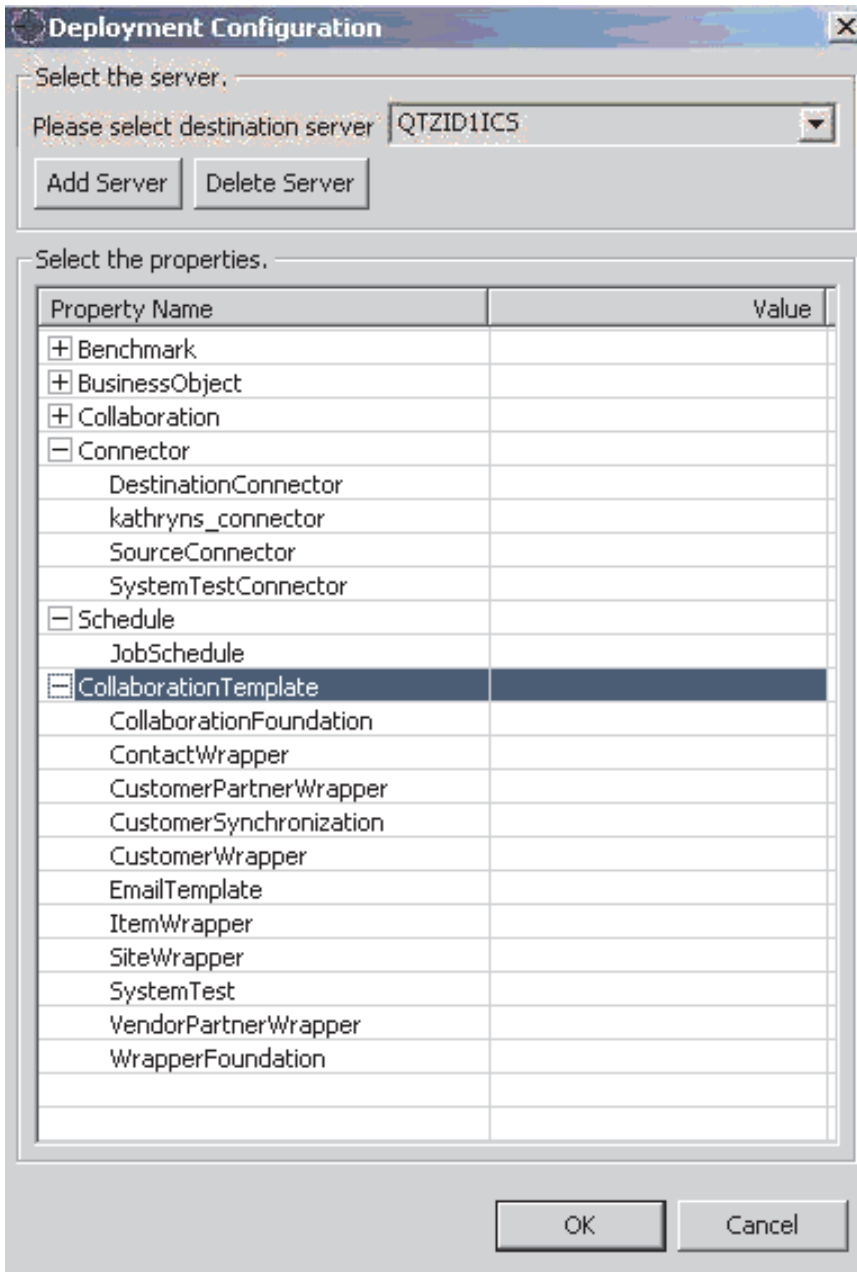 Deployment Configuration
Select the server.
Please select destination server QTZID1ICS
Add Server Delete Server
Select the properties.
Property Name Value
Benchmark
BusinessObject
Collaboration
Connector
DestinationConnector
kathryns_connector
SourceConnector
SystemTestConnector
Schedule
JobSchedule
CollaborationTemplate
CollaborationFoundation
ContactWrapper
CustomerPartnerWrapper
CustomerSynchronization
CustomerWrapper
EmailTemplate
ItemWrapper
SiteWrapper
SystemTest
VendorPartnerWrapper
WrapperFoundation
OK Cancel